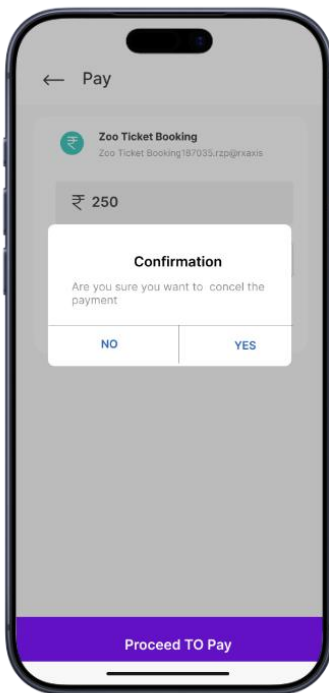 ← Pay
Zoo Ticket Booking
Zoo Ticket Booking187035.rzp@rxaxis
₹ 250
Confirmation
Are you sure you want to concel the
payment
NO YES
Proceed TO Pay